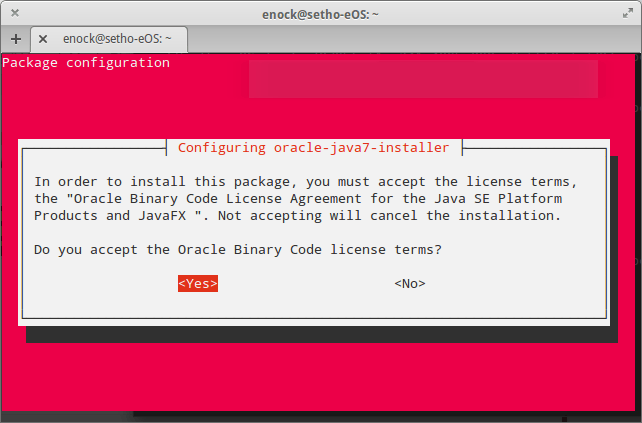 enock@setho-eOS: ~
enock@setho-eOS: ~
Package configuration
Configuring oracle-java7-installer
In order to install this package, you must accept the license terms,
the "Oracle Binary Code License Agreement for the Java SE Platform
Products and JavaFX ". Not accepting will cancel the installation.
Do you accept the Oracle Binary Code license terms?
<Yes> <No>